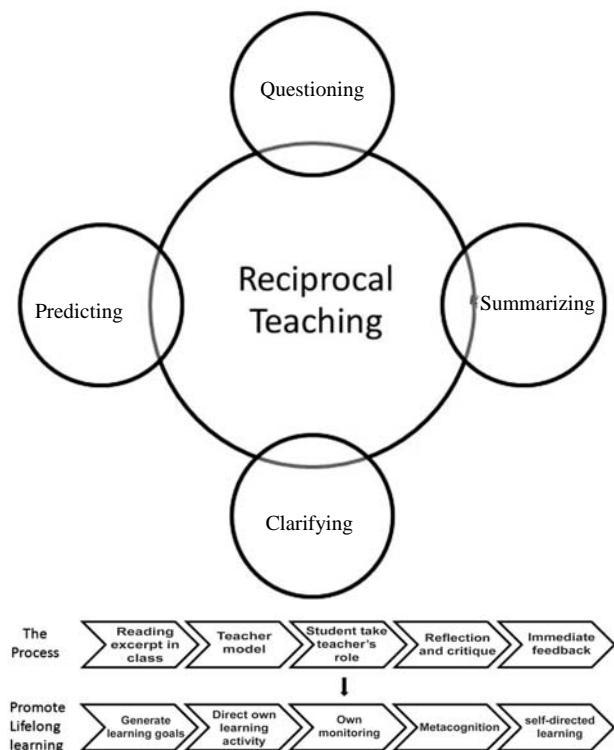 Questioning
Reciprocal
Teaching
Predicting
Summarizing
Clarifying
The
Process
Reading
excerpt in
class
Teacher
model
Student take
teacher's
role
Reflection
and critique
Immediate
feedback
Promote
Lifelong
learning
Generate
learning goals
Direct own
learning
activity
Own
monitoring
Metacognition
self-directed
learning